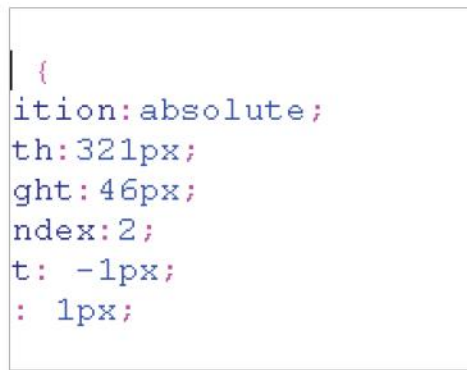 {
ition:absolute;
th:321px;
ght:46px;
ndex:2;
t: -1px;
: 1px;